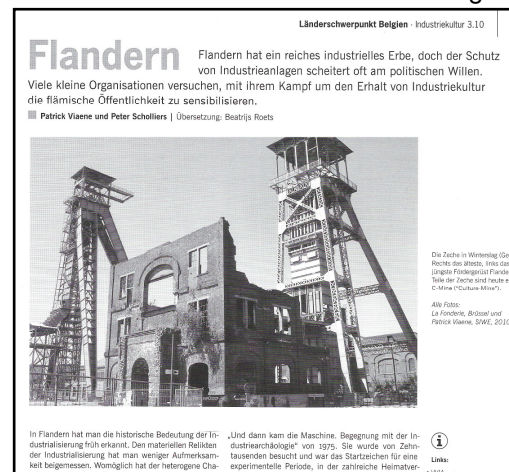 Länderschwerpunkt Belgien · Industriekultur 3.10
Flandern
Flandern hat ein reiches industrielles Erbe, doch der Schutz
von Industrieanlagen scheitert oft am politischen Willen.
Viele kleine Organisationen versuchen, mit ihrem Kampf um den Erhalt von Industriekultur
die flämische Öffentlichkeit zu sensibilisieren.
Patrick Viaene und Peter Scholliers | Übersetzung: Beatrijs Roets
Die Zeche in Winterslag (Ge
Rechts das älteste, links das
jüngste Fördergerüst Flande
Teile der Zeche sind heute e
C-Mine ("Culture-Mine").
Alle Fotos:
La Fonderie, Brüssel und
Patrick Viaene, SIWE, 2010
In Flandern hat man die historische Bedeutung der In-
dustrialisierung früh erkannt. Den materiellen Relikten
der Industrialisierung hat man weniger Aufmerksam-
keit beigemessen. Womöglich hat der heterogene Cha-
„Und dann kam die Maschine. Begegnung mit der In-
dustriearchäologie" von 1975. Sie wurde von Zehn-
tausenden besucht und war das Startzeichen für eine
experimentelle Periode, in der zahlreiche Heimatver-
i
Links: